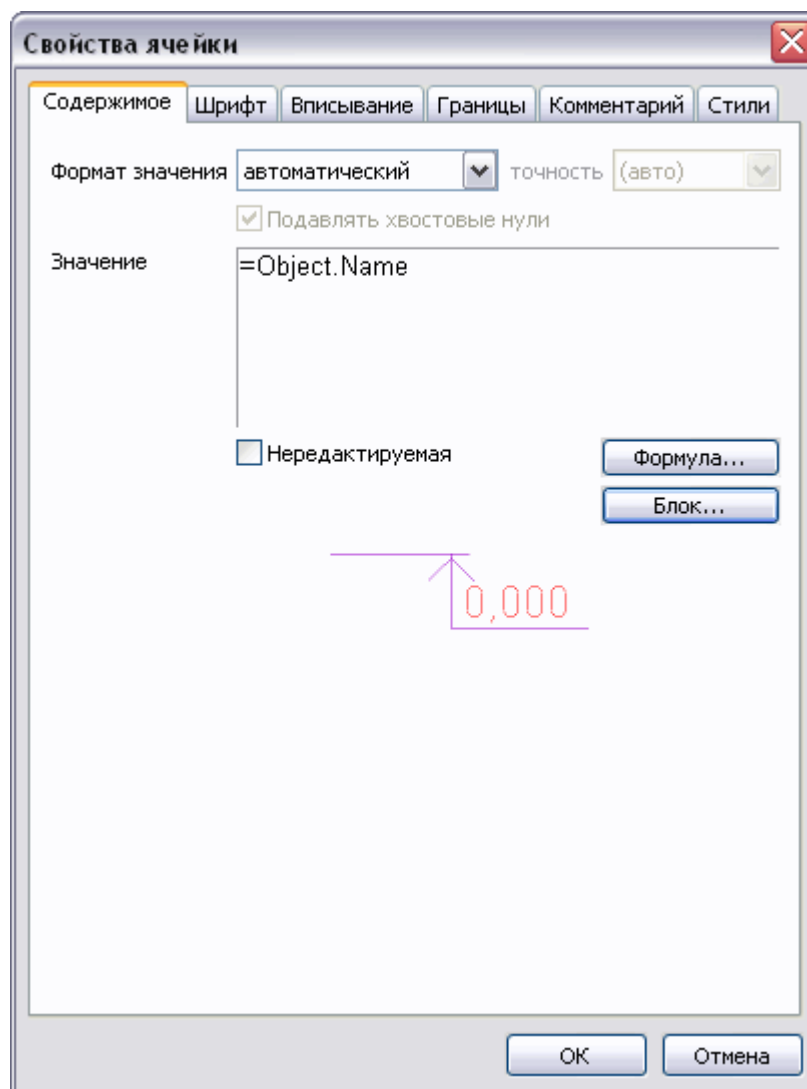 Свойства ячейки
Содержимое Шрифт Вписывание Границы Комментарий Стили
Формат значения автоматический точность (авто)
Подавлять хвостовые нули
Значение =Object.Name
Нередактируемая Формула...
Блок...
0,000
ОК Отмена